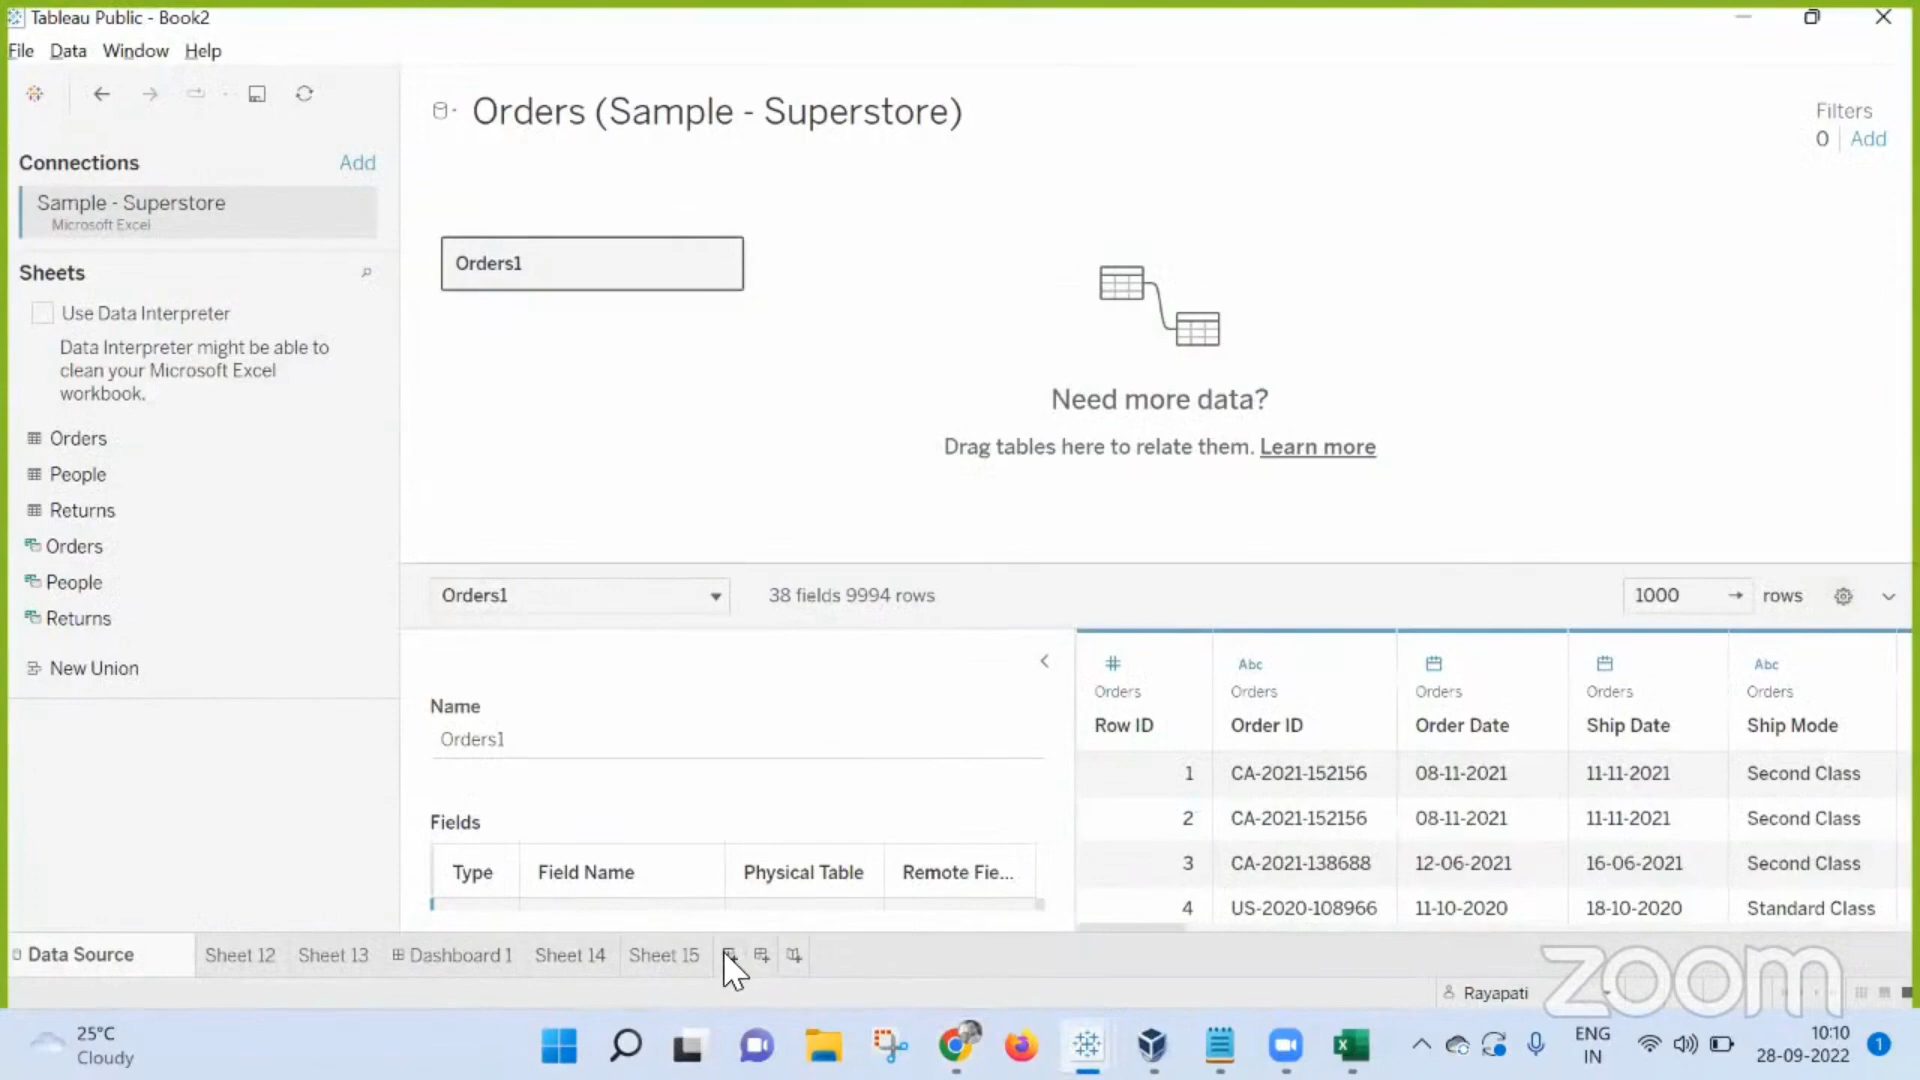 Tableau Public - Book2
File Data Window Help
Connections Add
Sample - Superstore
Microsoft Excel
Sheets
Use Data Interpreter
Data Interpreter might be able to
clean your Microsoft Excel
workbook.
Orders
People
Returns
Orders
People
Returns
New Union
Orders (Sample - Superstore)
Filters
0 Add
Orders1
Need more data?
Drag tables here to relate them. Learn more
Orders1 38 fields 9994 rows 1000 → rows
Name
Orders1
Fields
Type Field Name Physical Table Remote Fie...
# Abc Abc
Orders Orders Orders Orders Orders
Row ID Order ID Order Date Ship Date Ship Mode
1 CA-2021-152156 08-11-2021 11-11-2021 Second Class
2 CA-2021-152156 08-11-2021 11-11-2021 Second Class
3 CA-2021-138688 12-06-2021 16-06-2021 Second Class
4 US-2020-108966 11-10-2020 18-10-2020 Standard Class
Data Source Sheet 12 Sheet 13 Dashboard 1 Sheet 14 Sheet 15
Rayapati
zoom
25°C
Cloudy
ENG
IN
10:10
28-09-2022
1